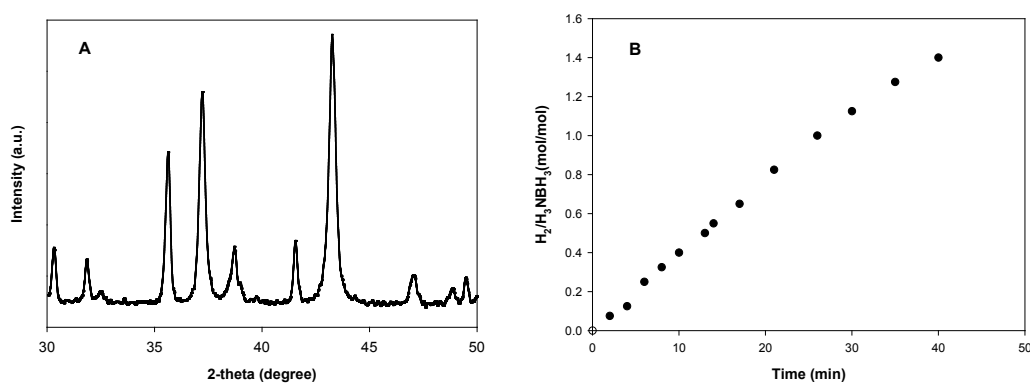 A
Intensity (a.u.)
30 35 40 45 50
2-theta (degree)
B
H₂/H₃NBH₃(mol/mol)
1.6
1.4
1.2
1.0
0.8
0.6
0.4
0.2
0.0
0 10 20 30 40 50
Time (min)